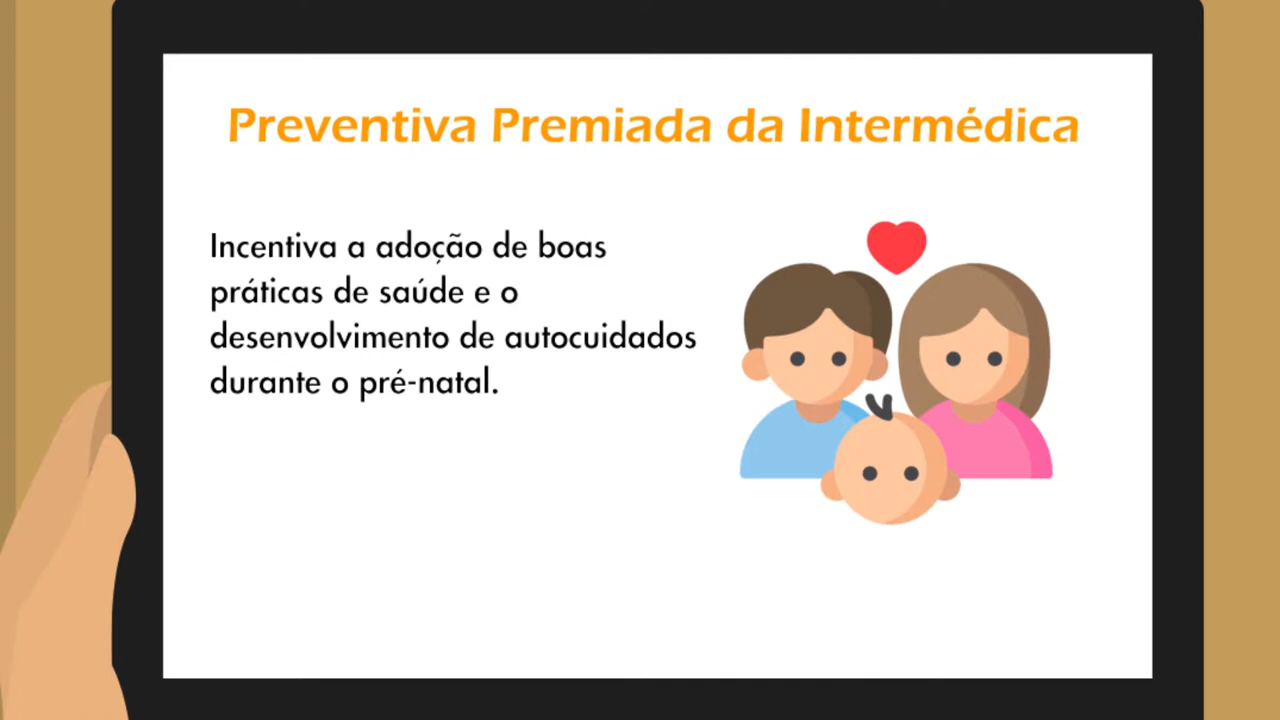 Preventiva Premiada da Intermédica
Incentiva a adoção de boas
práticas de saúde e o
desenvolvimento de autocuidados
durante o pré-natal.